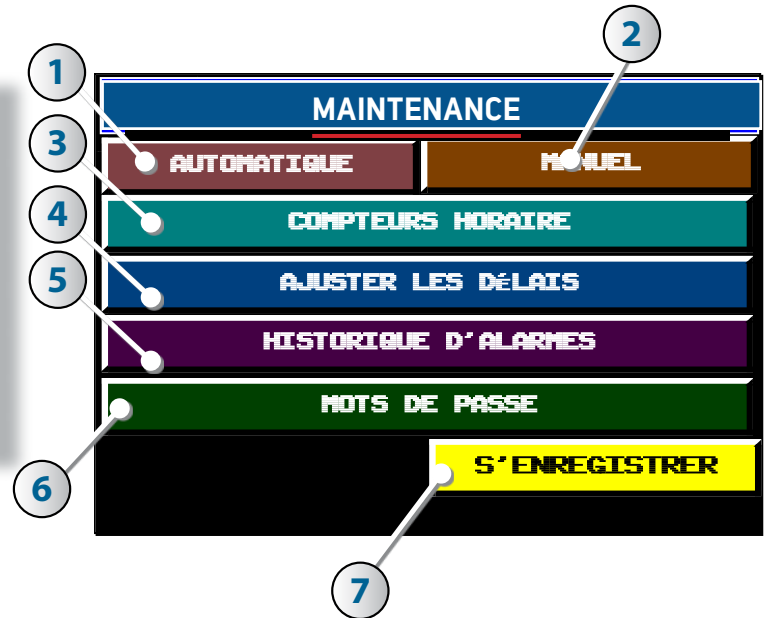 1
2
MAINTENANCE
3
AUTOMATIQUE
MANUEL
4
COMPTEURS HORAIRE
5
AJUSTER LES DéLAIS
HISTORIQUE D'ALARMES
MOTS DE PASSE
6
S'ENREGISTRER
7